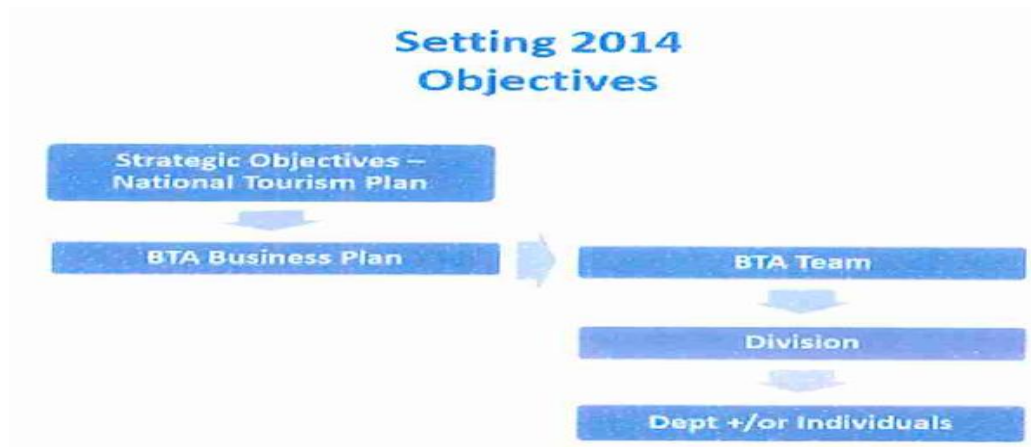 Setting 2014
Objectives
Strategic Objectives –
National Tourism Plan
BTA Business Plan
BTA Team
Division
Dept +/or Individuals